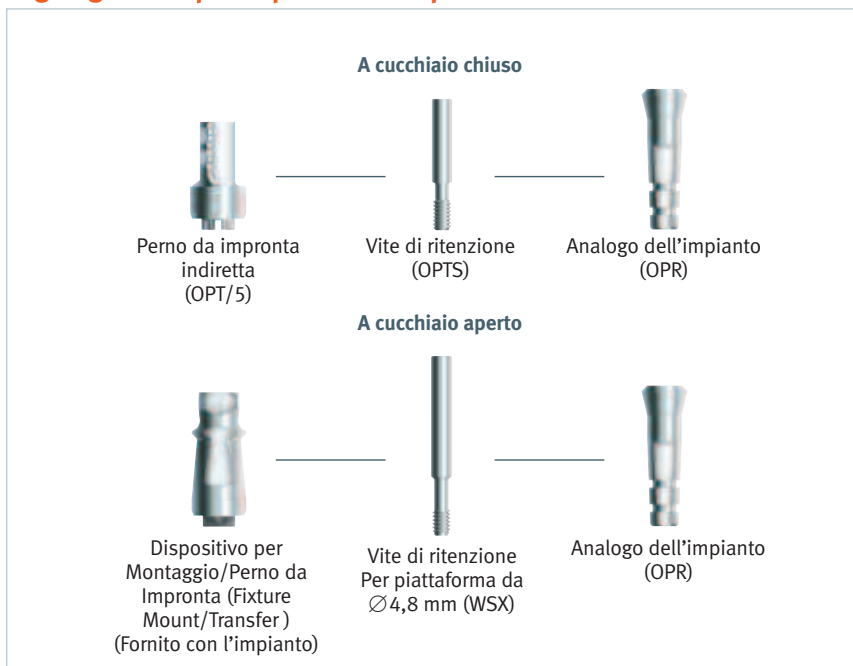 A cucchiaio chiuso
Perno da impronta
indiretta
(OPT/5)
Vite di ritenzione
(OPTS)
Analogo dell’impianto
(OPR)
A cucchiaio aperto
Dispositivo per
Montaggio/Perno da
Impronta (Fixture
Mount/Transfer)
(Fornito con l’impianto)
Vite di ritenzione
Per piattaforma da
∅4,8 mm (WSX)
Analogo dell’impianto
(OPR)